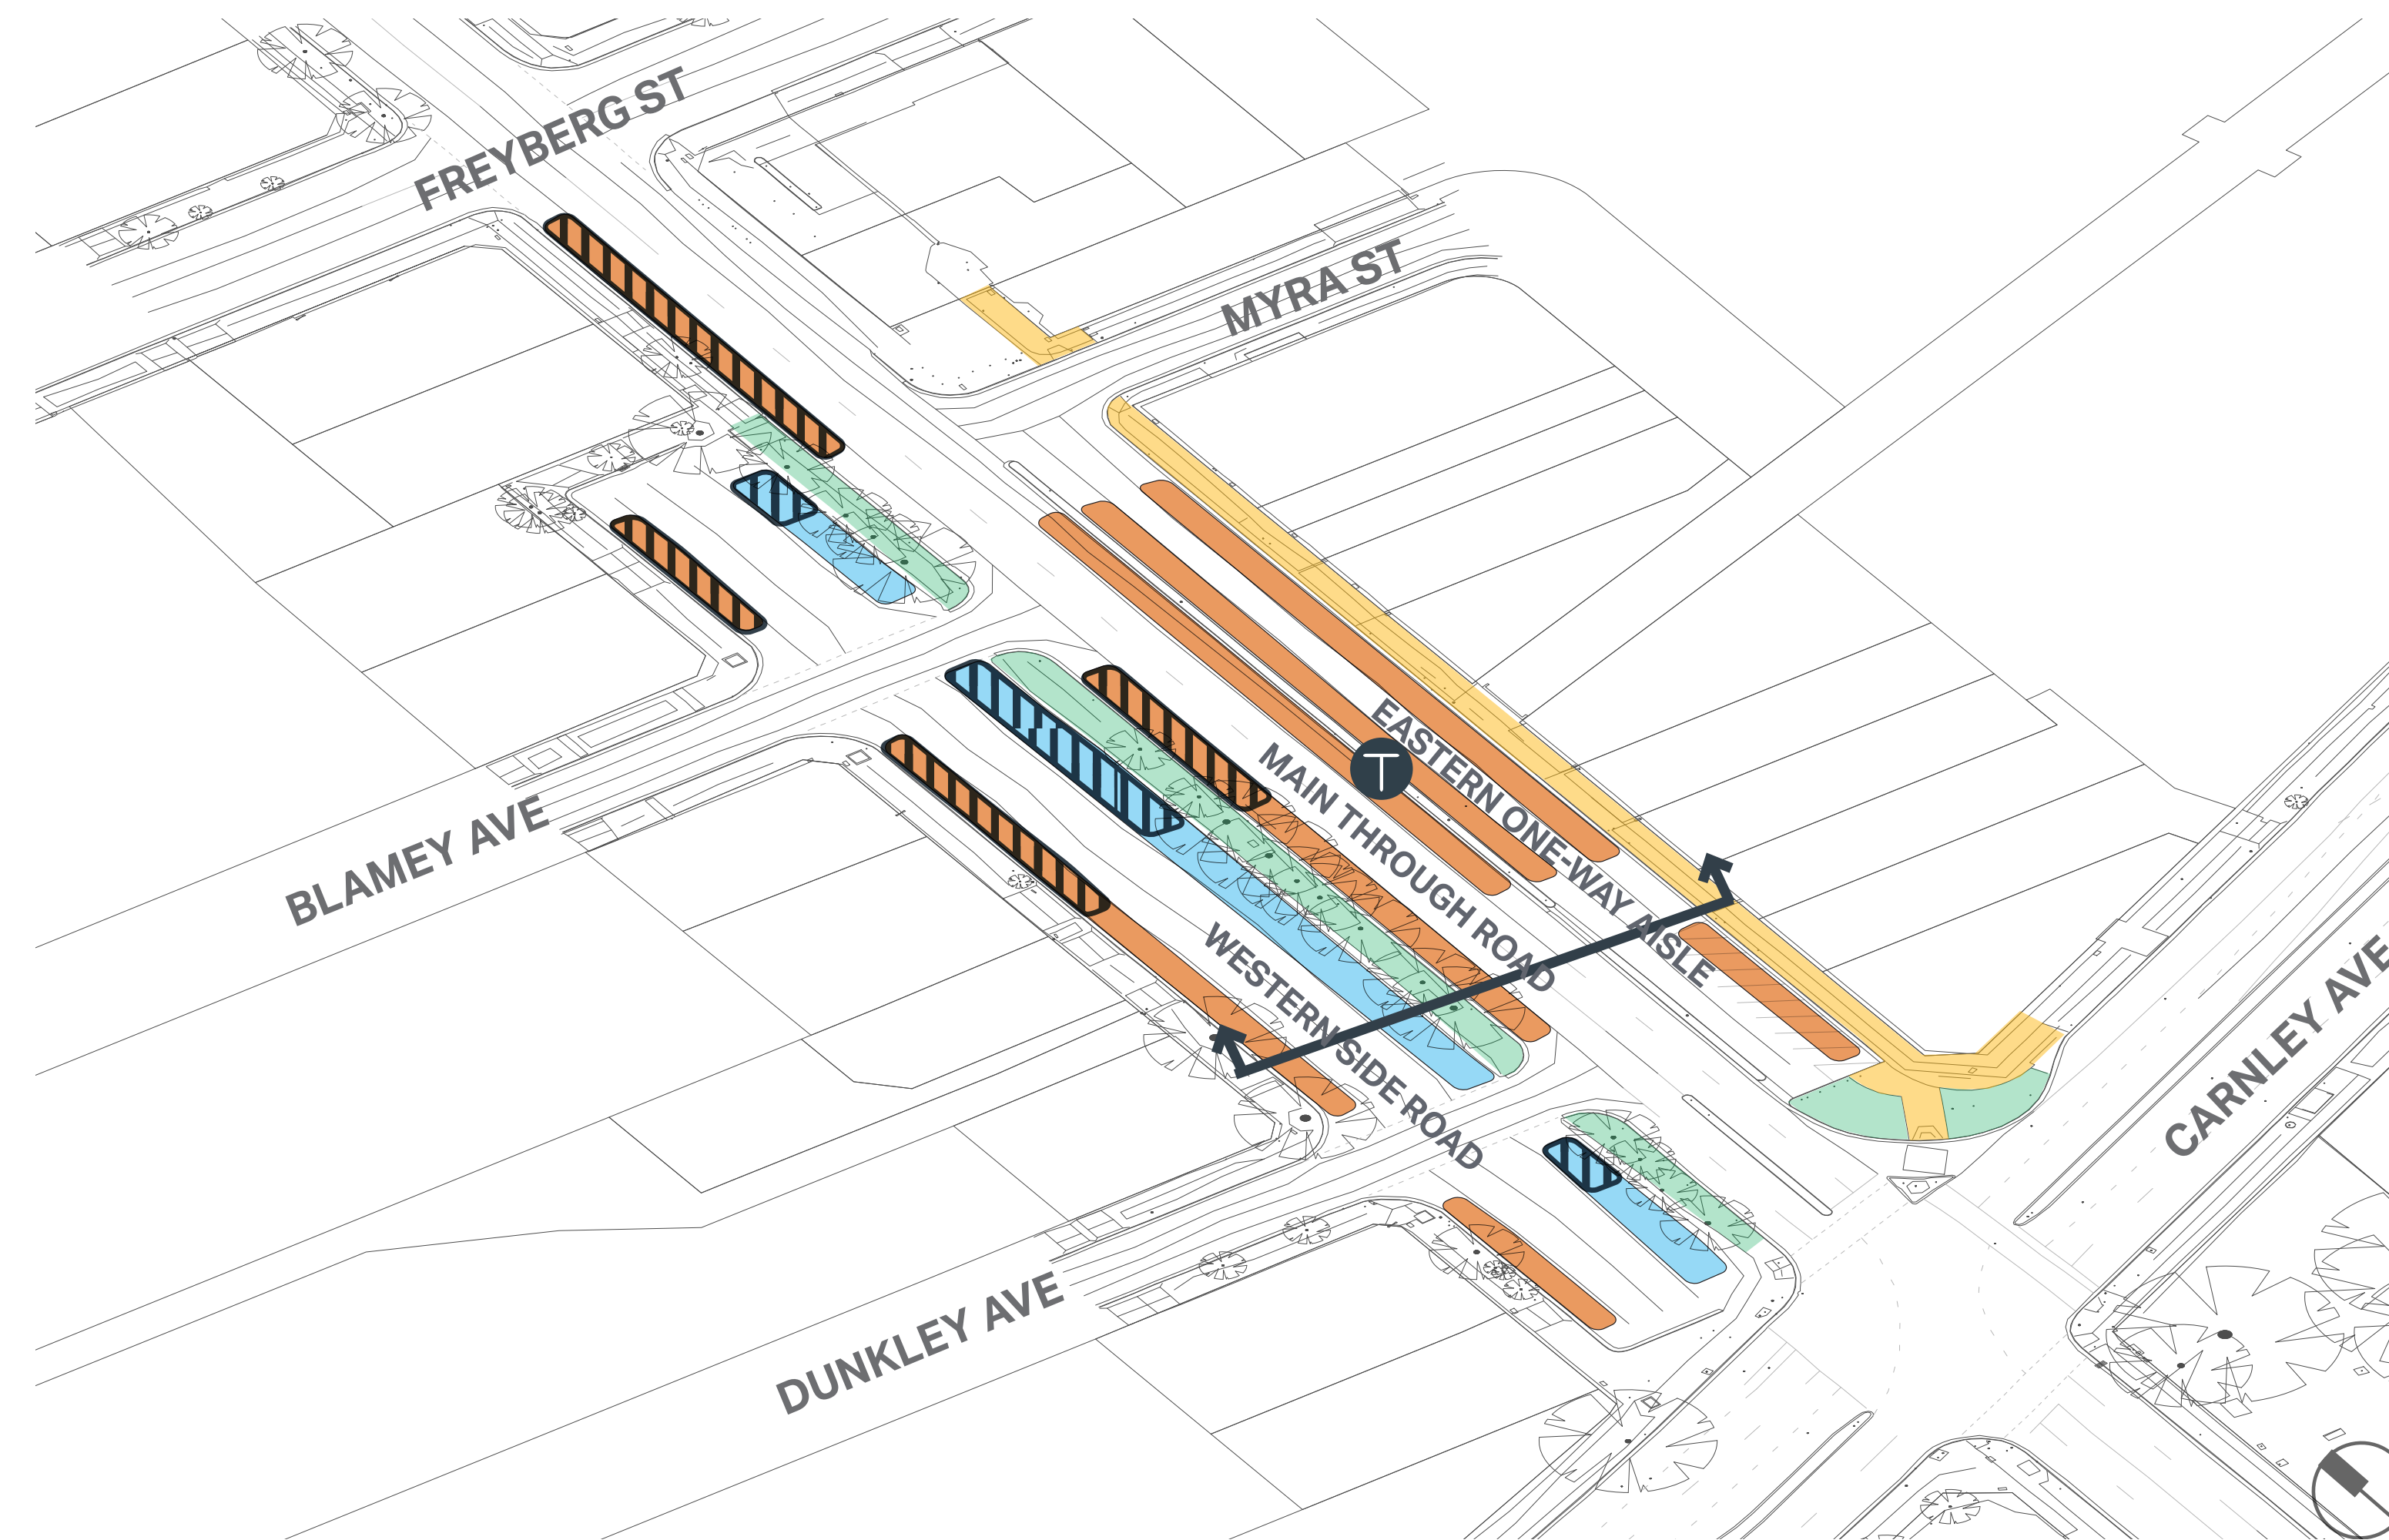 FREYBERG ST
MYRA ST
EASTERN ONE-WAY AISLE
MAIN THROUGH ROAD
T
WESTERN SIDE ROAD
BLAMEY AVE
CARNLEY AVE
DUNKLEY AVE